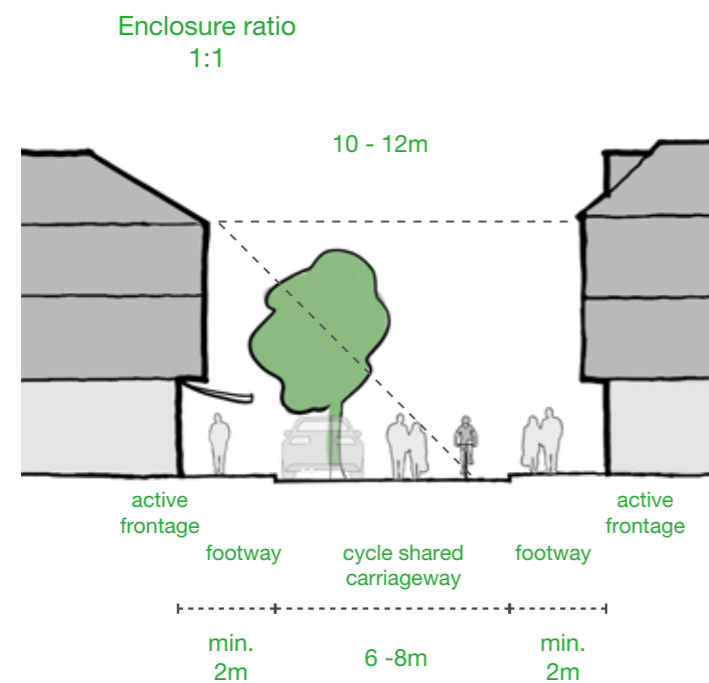 Enclosure ratio
1:1
10 - 12m
active
frontage
active
frontage
footway
cycle shared
carriageway
footway
min.
2m
6 -8m
min.
2m